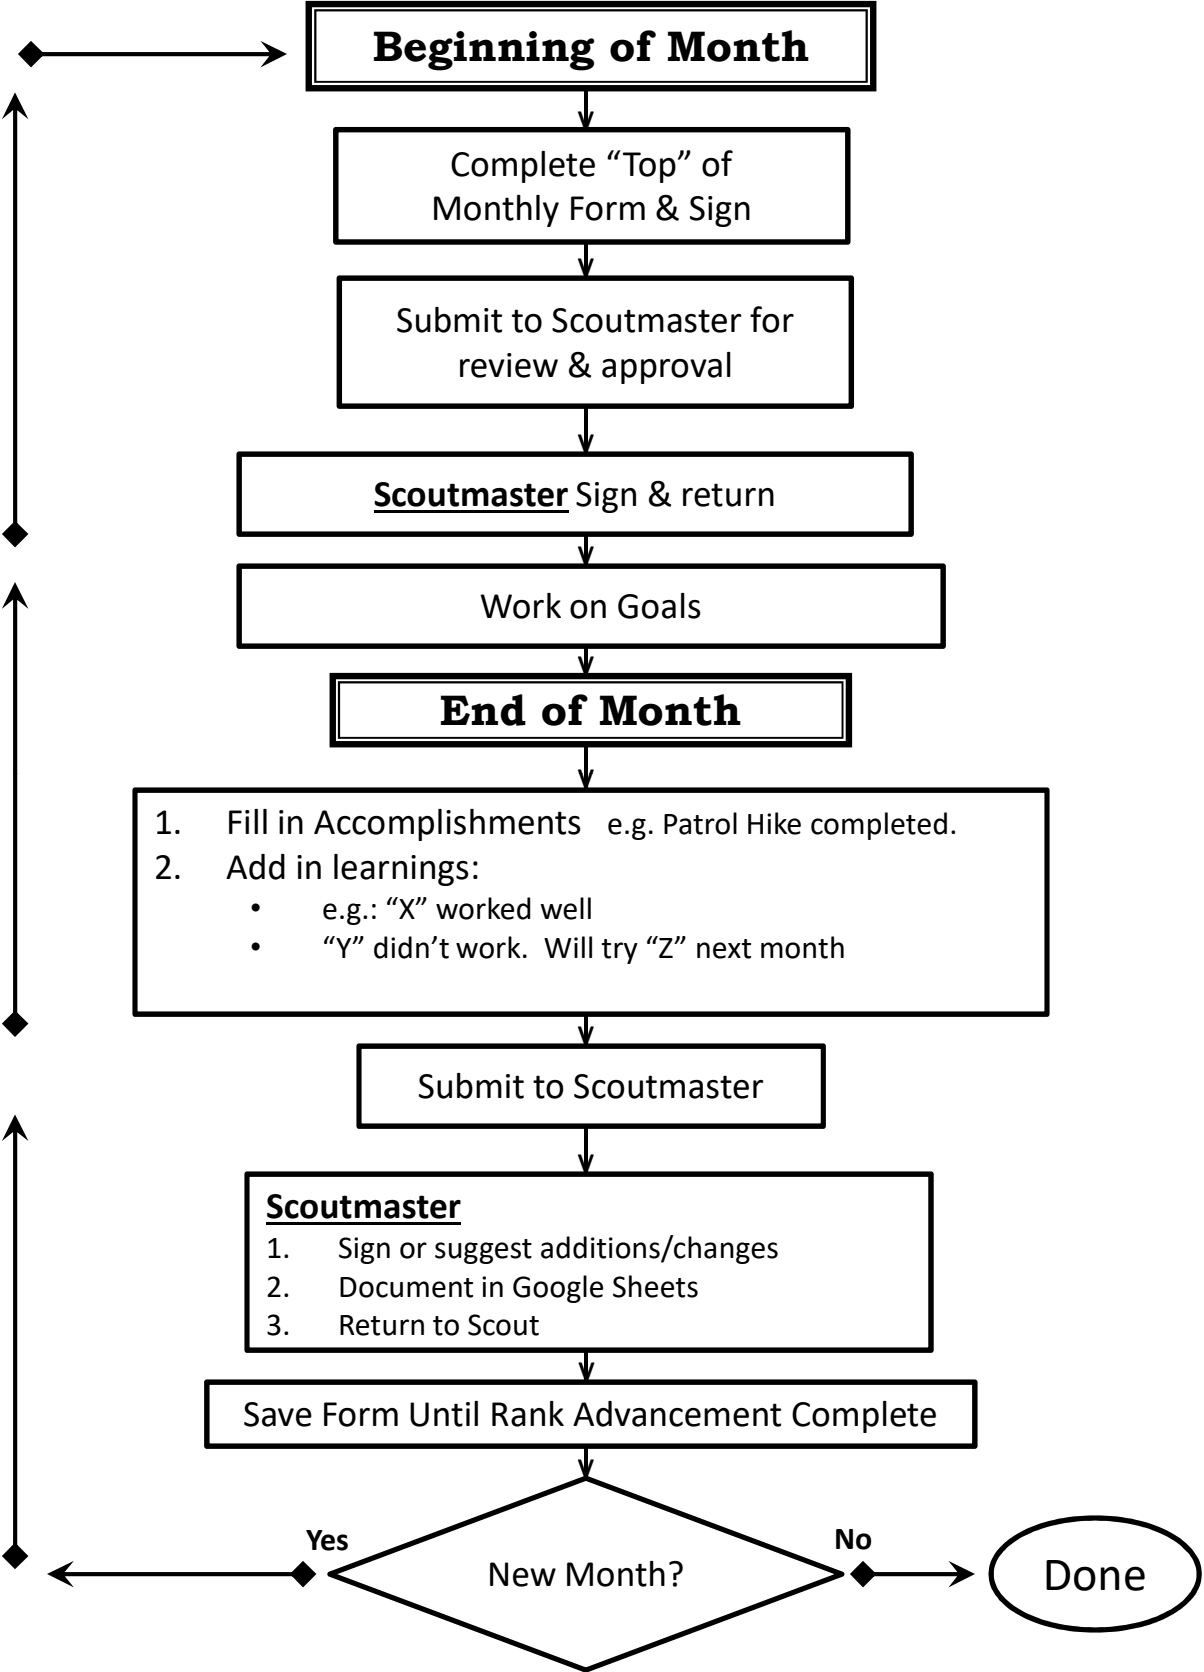 Beginning of Month
Complete “Top” of
Monthly Form & Sign
Submit to Scoutmaster for
review & approval
Scoutmaster Sign & return
Work on Goals
End of Month
1. Fill in Accomplishments e.g. Patrol Hike completed.
2. Add in learnings:
• e.g.: “X” worked well
• “Y” didn’t work. Will try “Z” next month
Submit to Scoutmaster
Scoutmaster
1. Sign or suggest additions/changes
2. Document in Google Sheets
3. Return to Scout
Save Form Until Rank Advancement Complete
Yes
No
New Month?
Done